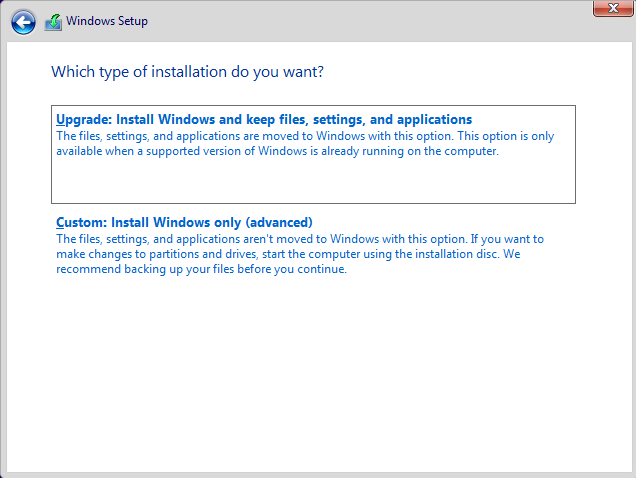 Windows Setup
Which type of installation do you want?
Upgrade: Install Windows and keep files, settings, and applications
The files, settings, and applications are moved to Windows with this option. This option is only
available when a supported version of Windows is already running on the computer.
Custom: Install Windows only (advanced)
The files, settings, and applications aren't moved to Windows with this option. If you want to
make changes to partitions and drives, start the computer using the installation disc. We
recommend backing up your files before you continue.